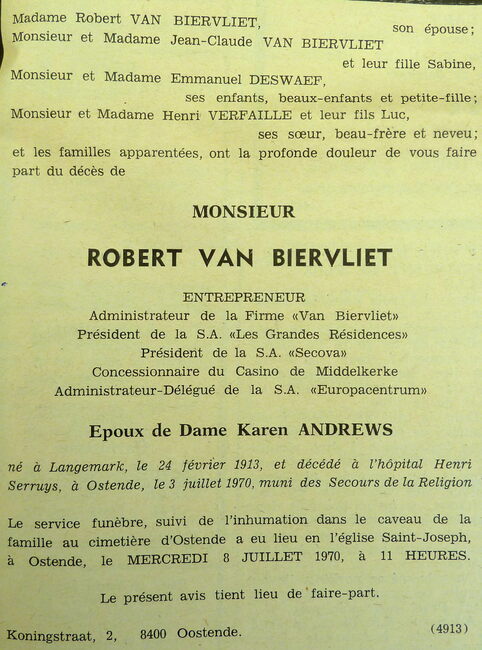 Madame Robert VAN BIERVLIET,
son épouse;
Monsieur et Madame Jean-Claude VAN BIERVLIET
et leur fille Sabine,
Monsieur et Madame Emmanuel DESWAEF,
ses enfants, beaux-enfants et petite-fille;
Monsieur et Madame Henri VERFAILLE et leur fils Luc,
ses sœur, beau-frère et neveu;
et les familles apparentées, ont la profonde douleur de vous faire
part du décès de
MONSIEUR
ROBERT VAN BIERVLIET
ENTREPRENEUR
Administrateur de la Firme «Van Biervliet»
Président de la S.A. «Les Grandes Résidences»
Président de la S.A. «Secova»
Concessionnaire du Casino de Middelkerke
Administrateur-Délégué de la S.A. «Europacentrum»
Epoux de Dame Karen ANDREWS
né à Langemark, le 24 février 1913, et décédé à l'hôpital Henri
Serruys, à Ostende, le 3 juillet 1970, muni des Secours de la Religion
Le service funèbre, suivi de l'inhumation dans le caveau de la
famille au cimetière d'Ostende a eu lieu en l'église Saint-Joseph,
à Ostende, le MERCREDI 8 JUILLET 1970, à 11 HEURES.
Le présent avis tient lieu de faire-part.
Koningstraat, 2, 8400 Oostende.
(4913)